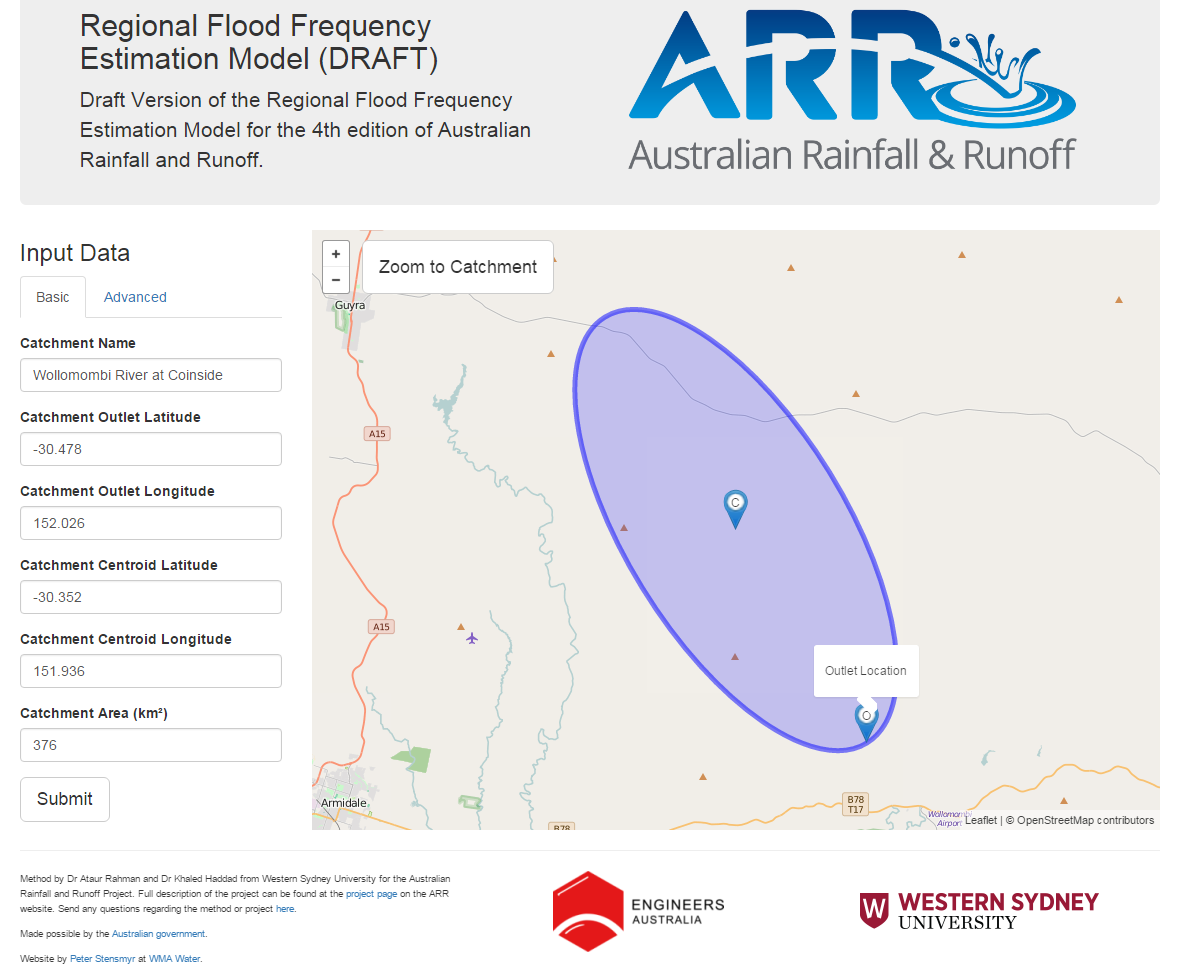 Regional Flood Frequency
Estimation Model (DRAFT)
Draft Version of the Regional Flood Frequency
Estimation Model for the 4th edition of Australian
Rainfall and Runoff.
ARR
Australian Rainfall & Runoff
Input Data
Basic
Advanced
Catchment Name
Wollomombi River at Coinside
Catchment Outlet Latitude
-30.478
Catchment Outlet Longitude
152.026
Catchment Centroid Latitude
-30.352
Catchment Centroid Longitude
151.936
Catchment Area (km²)
376
Submit
+
−
Zoom to Catchment
Guyra
A15
C
A15
Outlet Location
O
Armidale
B78
B78
T17
Wollomombi
Airport
Leaflet | © OpenStreetMap contributors
Method by Dr Ataur Rahman and Dr Khaled Haddad from Western Sydney University for the Australian
Rainfall and Runoff Project. Full description of the project can be found at the project page on the ARR
website. Send any questions regarding the method or project here.
Made possible by the Australian government.
Website by Peter Stensmyr at WMA Water.
ENGINEERS
AUSTRALIA
W
WESTERN SYDNEY
UNIVERSITY